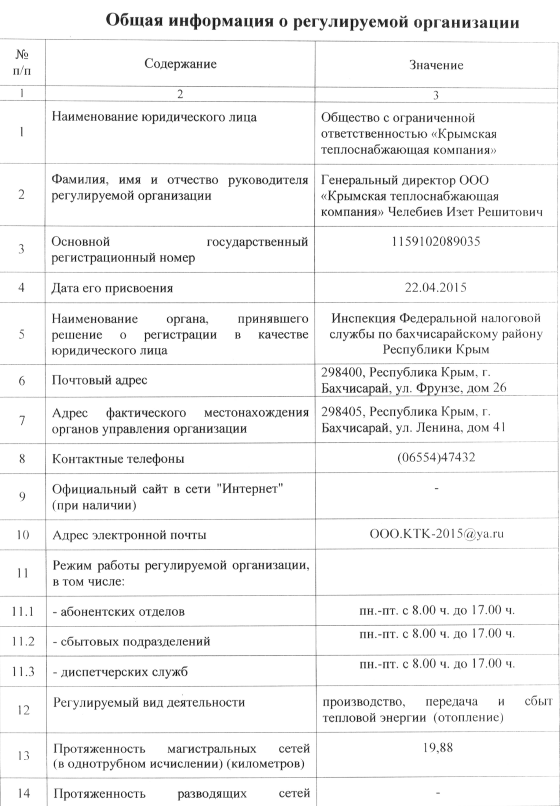 Общая информация о регулируемой организации
№
п/п
Содержание
Значение
1
2
3
1
Наименование юридического лица
Общество с ограниченной
ответственностью «Крымская
теплоснабжающая компания»
2
Фамилия, имя и отчество руководителя
регулируемой организации
Генеральный директор ООО
«Крымская теплоснабжающая
компания» Челебиев Изет Решитович
3
Основной государственный
регистрационный номер
1159102089035
4
Дата его присвоения
22.04.2015
5
Наименование органа, принявшего
решение о регистрации в качестве
юридического лица
Инспекция Федеральной налоговой
службы по бахчисарайскому району
Республики Крым
6
Почтовый адрес
298400, Республика Крым, г.
Бахчисарай, ул. Фрунзе, дом 26
7
Адрес фактического местонахождения
органов управления организации
298405, Республика Крым, г.
Бахчисарай, ул. Ленина, дом 41
8
Контактные телефоны
(06554)47432
9
Официальный сайт в сети "Интернет"
(при наличии)
-
10
Адрес электронной почты
ООО.КТК-2015@ya.ru
11
Режим работы регулируемой организации,
в том числе:
11.1
- абонентских отделов
пн.-пт. с 8.00 ч. до 17.00 ч.
11.2
- сбытовых подразделений
пн.-пт. с 8.00 ч. до 17.00 ч.
11.3
- диспетчерских служб
пн.-пт. с 8.00 ч. до 17.00 ч.
12
Регулируемый вид деятельности
производство, передача и сбыт
тепловой энергии (отопление)
13
Протяженность магистральных сетей
(в однотрубном исчислении) (километров)
19,88
14
Протяженность разводящих сетей
-